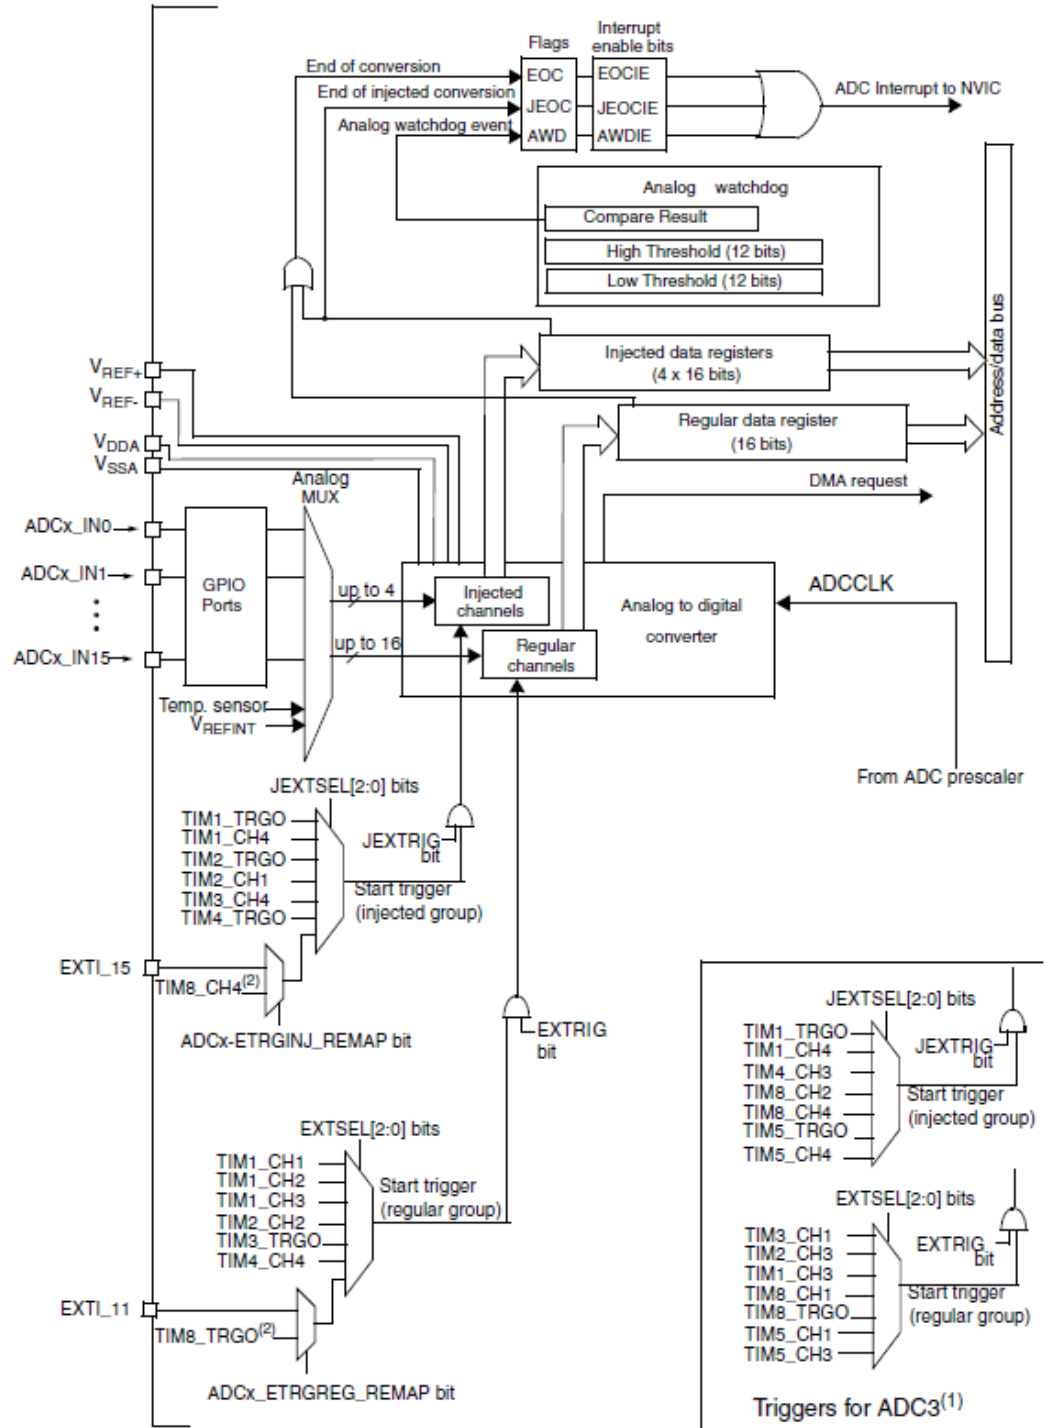 Flags
Interrupt
enable bits
End of conversion
EOC
EOCIE
End of injected conversion
JEOC
JEOCIE
ADC Interrupt to NVIC
Analog watchdog event
AWD
AWDIE
Analog watchdog
Compare Result
High Threshold (12 bits)
Low Threshold (12 bits)
Address/data bus
Injected data registers
(4 x 16 bits)
Regular data register
(16 bits)
DMA request
VREF+
VREF-
VDDA
VSSA
Analog
MUX
ADCx_IN0
ADCx_IN1
ADCx_IN15
GPIO
Ports
up to 4
up to 16
Injected
channels
Regular
channels
Analog to digital
converter
ADCCLK
Temp. sensor
VREFINT
From ADC prescaler
JEXTSEL[2:0] bits
TIM1_TRGO
TIM1_CH4
TIM2_TRGO
TIM2_CH1
TIM3_CH4
TIM4_TRGO
JEXTRIG
bit
Start trigger
(injected group)
EXTI_15
TIM8_CH4(2)
ADCx-ETRGINJ_REMAP bit
EXTRIG
bit
EXTSEL[2:0] bits
TIM1_CH1
TIM1_CH2
TIM1_CH3
TIM2_CH2
TIM3_TRGO
TIM4_CH4
Start trigger
(regular group)
EXTI_11
TIM8_TRGO(2)
ADCx_ETRGREG_REMAP bit
JEXTSEL[2:0] bits
TIM1_TRGO
TIM1_CH4
TIM4_CH3
TIM8_CH2
TIM8_CH4
TIM5_TRGO
TIM5_CH4
JEXTRIG
bit
Start trigger
(injected group)
EXTSEL[2:0] bits
TIM3_CH1
TIM2_CH3
TIM1_CH3
TIM8_CH1
TIM8_TRGO
TIM5_CH1
TIM5_CH3
EXTRIG
bit
Start trigger
(regular group)
Triggers for ADC3(1)